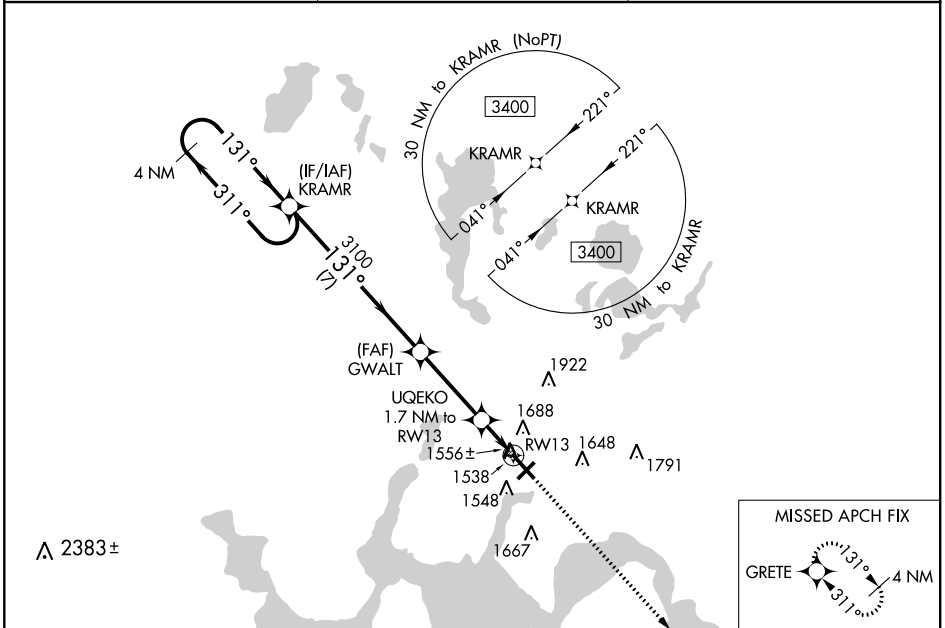 30 NM to KRAMR (NoPT)
3400
221°
KRAMR
041°
221°
KRAMR
041°
3400
30 NM to KRAMR
131°
4 NM
311°
(IF/IAF)
KRAMR
3100
131°
(7)
(FAF)
GWALT
UQEKO
1.7 NM to
RW13
1922
1688
RW13
1648
1791
1556±
1538
1548
1667
2383±
MISSED APCH FIX
GRETE
131°
4 NM
311°